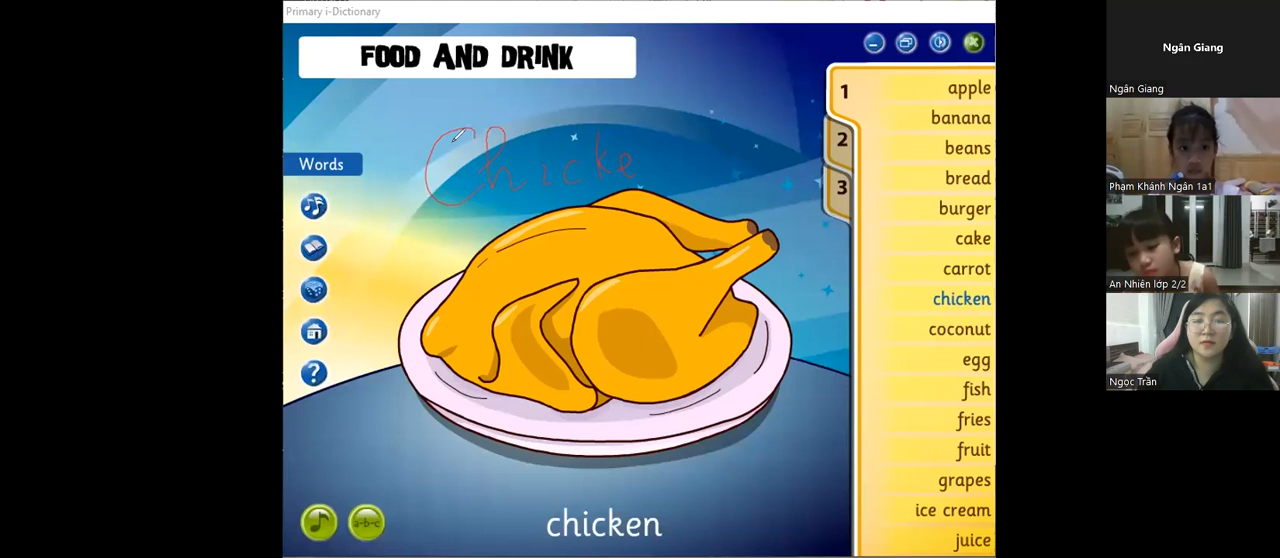 Primary i-Dictionary
FOOD AND DRINK
Words
Chicke
chicken
a-b-c
1
2
3
apple
banana
beans
bread
burger
cake
carrot
chicken
coconut
egg
fish
fries
fruit
grapes
ice cream
juice
Ngân Giang
Ngân Giang
Phạm Khánh Ngân 1a1
An Nhiên lớp 2/2
Ngọc Trần